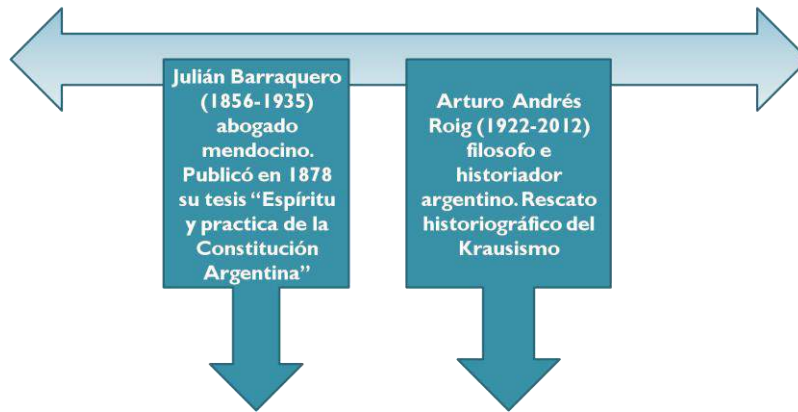 Julián Barraquero
(1856-1935)
abogado
mendocino.
Publicó en 1878
su tesis “Espíritu
y practica de la
Constitución
Argentina”
Arturo Andrés
Roig (1922-2012)
filosofo e
historiador
argentino. Rescato
historiográfico del
Krausismo